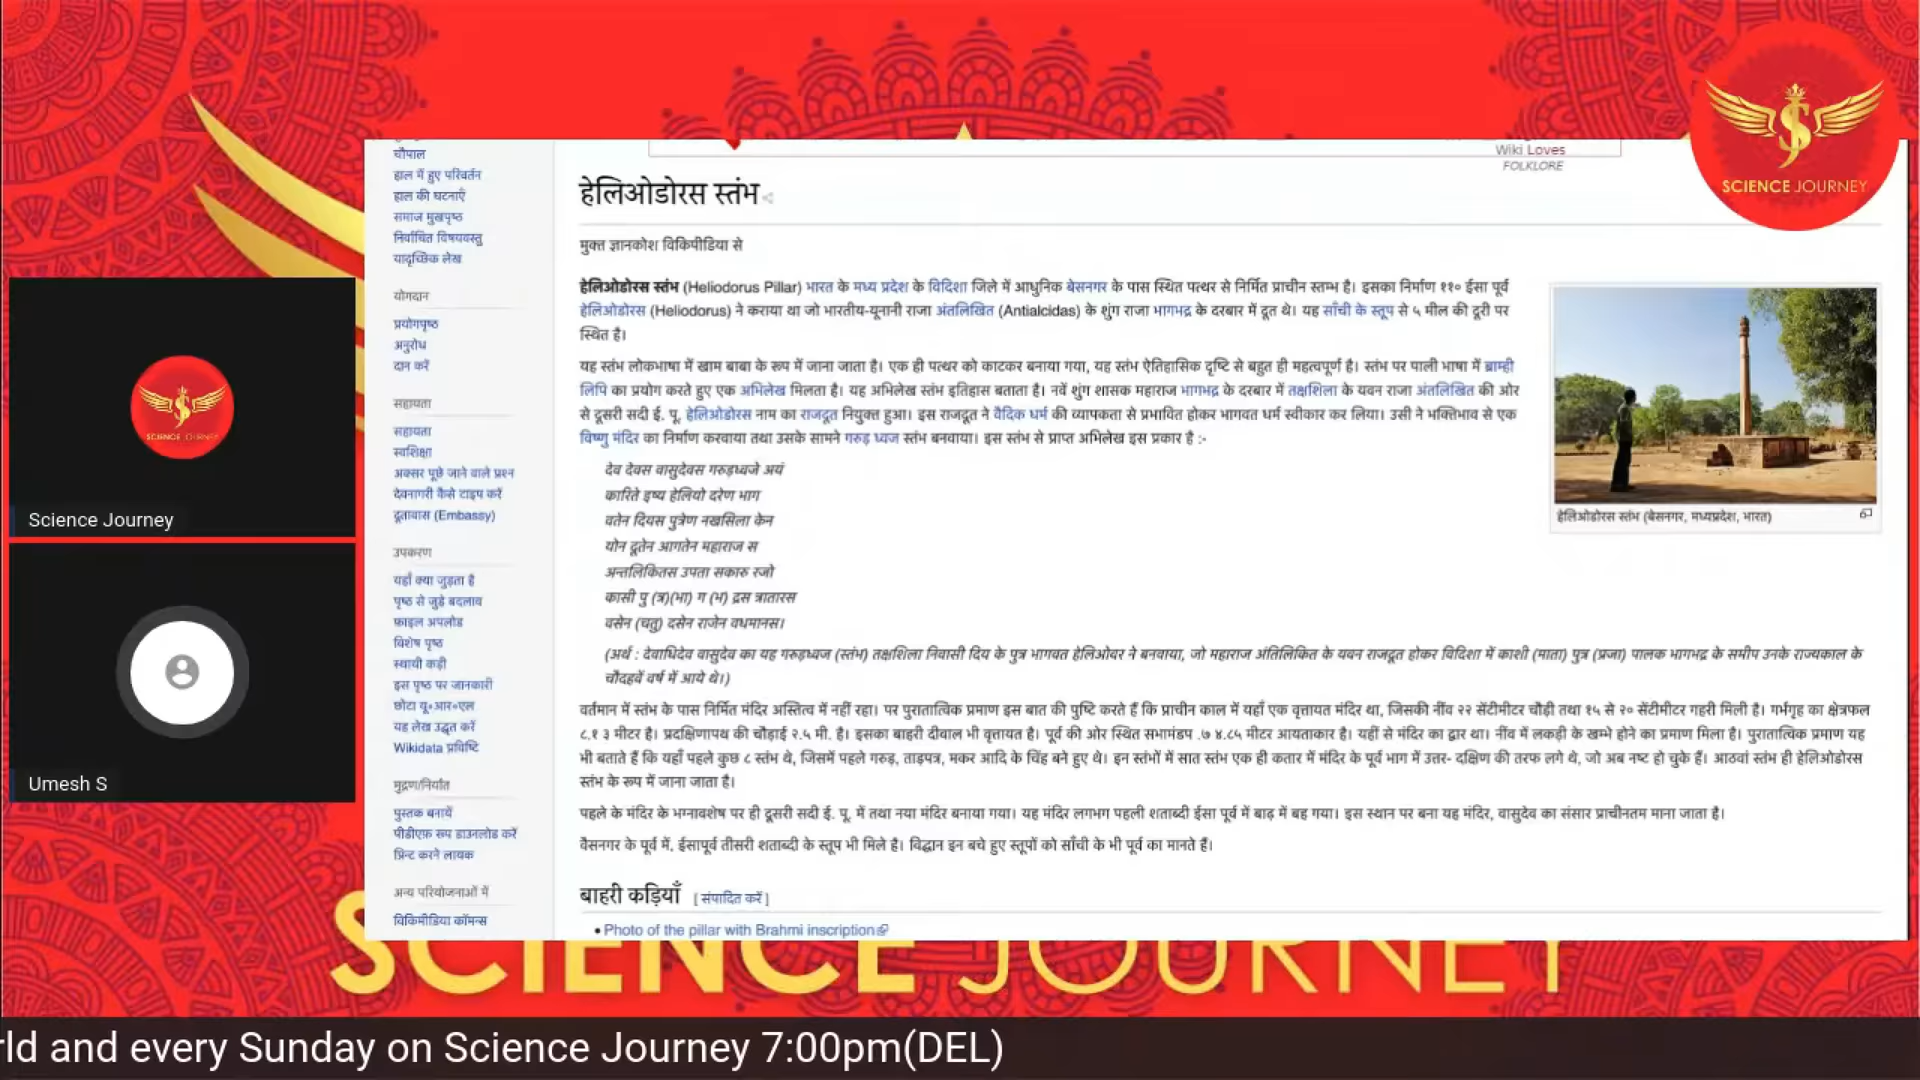 Wiki Loves
FOLKLORE
SCIENCE JOURNEY
चौपाल
हाल में हुए परिवर्तन
हाल की घटनाएँ
समाज मुखपृष्ठ
निर्वाचित विषयवस्तु
यादृच्छिक लेख
योगदान
प्रयोगपृष्ठ
अनुरोध
दान करें
सहायता
सहायता
स्वशिक्षा
अक्सर पूछे जाने वाले प्रश्न
देवनागरी कैसे टाइप करें
दूतावास (Embassy)
उपकरण
यहाँ क्या जुड़ता है
पृष्ठ से जुड़े बदलाव
फ़ाइल अपलोड
विशेष पृष्ठ
स्थायी कड़ी
इस पृष्ठ पर जानकारी
छोटा यू॰आर॰एल
यह लेख उद्धृत करें
Wikidata प्रविष्टि
मुद्रण/निर्यात
पुस्तक बनायें
पीडीएफ़ रूप डाउनलोड करें
प्रिन्ट करने लायक
अन्य परियोजनाओं में
विकिमीडिया कॉमन्स
हेलिओडोरस स्तंभ
मुक्त ज्ञानकोश विकिपीडिया से
हेलिओडोरस स्तंभ (Heliodorus Pillar) भारत के मध्य प्रदेश के विदिशा जिले में आधुनिक बेसनगर के पास स्थित पत्थर से निर्मित प्राचीन स्तम्भ है। इसका निर्माण ११० ईसा पूर्व
हेलिओडोरस (Heliodorus) ने कराया था जो भारतीय-यूनानी राजा अंतलिखित (Antialcidas) के शुंग राजा भागभद्र के दरबार में दूत थे। यह साँची के स्तूप से ५ मील की दूरी पर
स्थित है।
यह स्तंभ लोकभाषा में खाम बाबा के रूप में जाना जाता है। एक ही पत्थर को काटकर बनाया गया, यह स्तंभ ऐतिहासिक दृष्टि से बहुत ही महत्वपूर्ण है। स्तंभ पर पाली भाषा में ब्राम्ही
लिपि का प्रयोग करते हुए एक अभिलेख मिलता है। यह अभिलेख स्तंभ इतिहास बताता है। नवें शुंग शासक महाराज भागभद्र के दरबार में तक्षशिला के यवन राजा अंतलिखित की ओर
से दूसरी सदी ई. पू. हेलिओडोरस नाम का राजदूत नियुक्त हुआ। इस राजदूत ने वैदिक धर्म की व्यापकता से प्रभावित होकर भागवत धर्म स्वीकार कर लिया। उसी ने भक्तिभाव से एक
विष्णु मंदिर का निर्माण करवाया तथा उसके सामने गरुड़ ध्वज स्तंभ बनवाया। इस स्तंभ से प्राप्त अभिलेख इस प्रकार है :-
देव देवस वासुदेवस गरुड़ध्वजे अयं
कारिते इष्य हेलियो दरेण भाग
वतेन दियस पुत्रेण नखसिला केन
योन दूतेन आगतेन महाराज स
अन्तलिकितस उपता सकारु रजो
कासी पु (त्र)(भा) ग (भ) द्रस त्रातारस
वसेन (चतु) दसेन राजेन वधमानस।
(अर्थ : देवाधिदेव वासुदेव का यह गरुड़ध्वज (स्तंभ) तक्षशिला निवासी दिय के पुत्र भागवत हेलिओवर ने बनवाया, जो महाराज अंतिलिकित के यवन राजदूत होकर विदिशा में काशी (माता) पुत्र (प्रजा) पालक भागभद्र के समीप उनके राज्यकाल के
चौदहवें वर्ष में आये थे।)
हेलिओडोरस स्तंभ (बेसनगर, मध्यप्रदेश, भारत)
वर्तमान में स्तंभ के पास निर्मित मंदिर अस्तित्व में नहीं रहा। पर पुरातात्विक प्रमाण इस बात की पुष्टि करते हैं कि प्राचीन काल में यहाँ एक वृत्तायत मंदिर था, जिसकी नींव २२ सेंटीमीटर चौड़ी तथा १५ से २० सेंटीमीटर गहरी मिली है। गर्भगृह का क्षेत्रफल
८.१ ३ मीटर है। प्रदक्षिणापथ की चौड़ाई २.५ मी. है। इसका बाहरी दीवाल भी वृत्तायत है। पूर्व की ओर स्थित सभामंडप .७ ४.८५ मीटर आयताकार है। यहीं से मंदिर का द्वार था। नींव में लकड़ी के खम्भे होने का प्रमाण मिला है। पुरातात्विक प्रमाण यह
भी बताते हैं कि यहाँ पहले कुछ ८ स्तंभ थे, जिसमें पहले गरुड़, ताड़पत्र, मकर आदि के चिंह बने हुए थे। इन स्तंभों में सात स्तंभ एक ही कतार में मंदिर के पूर्व भाग में उत्तर- दक्षिण की तरफ लगे थे, जो अब नष्ट हो चुके हैं। आठवां स्तंभ ही हेलिओडोरस
स्तंभ के रूप में जाना जाता है।
पहले के मंदिर के भग्नावशेष पर ही दूसरी सदी ई. पू. में तथा नया मंदिर बनाया गया। यह मंदिर लगभग पहली शताब्दी ईसा पूर्व में बाढ़ में बह गया। इस स्थान पर बना यह मंदिर, वासुदेव का संसार प्राचीनतम माना जाता है।
वैसनगर के पूर्व में, ईसापूर्व तीसरी शताब्दी के स्तूप भी मिले है। विद्वान इन बचे हुए स्तूपों को साँची के भी पूर्व का मानते हैं।
बाहरी कड़ियाँ [ संपादित करें ]
• Photo of the pillar with Brahmi inscription
SCIENCE JOURNEY
Science Journey
Umesh S
SCIENCE JOURNEY
rld and every Sunday on Science Journey 7:00pm(DEL)